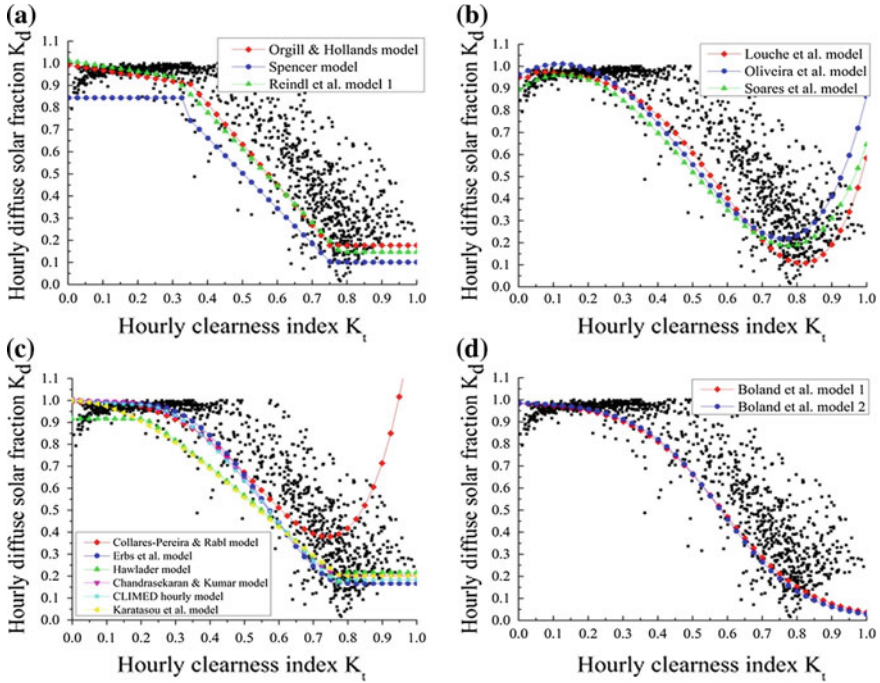 (a)
Hourly diffuse solar fraction Kd
1.1
1.0
0.9
0.8
0.7
0.6
0.5
0.4
0.3
0.2
0.1
0.0
Orgill & Hollands model
Spencer model
Reindl et al. model 1
0.0 0.1 0.2 0.3 0.4 0.5 0.6 0.7 0.8 0.9 1.0
Hourly clearness index Kt
(b)
Hourly diffuse solar fraction Kd
1.1
1.0
0.9
0.8
0.7
0.6
0.5
0.4
0.3
0.2
0.1
0.0
Louche et al. model
Oliveira et al. model
Soares et al. model
0.0 0.1 0.2 0.3 0.4 0.5 0.6 0.7 0.8 0.9 1.0
Hourly clearness index Kt
(c)
Hourly diffuse solar fraction Kd
1.1
1.0
0.9
0.8
0.7
0.6
0.5
0.4
0.3
0.2
0.1
0.0
Collares-Pereira & Rabl model
Erbs et al. model
Hawlader model
Chandrasekaran & Kumar model
CLIMED hourly model
Karatasou et al. model
0.0 0.1 0.2 0.3 0.4 0.5 0.6 0.7 0.8 0.9 1.0
Hourly clearness index Kt
(d)
Hourly diffuse solar fraction Kd
1.1
1.0
0.9
0.8
0.7
0.6
0.5
0.4
0.3
0.2
0.1
0.0
Boland et al. model 1
Boland et al. model 2
0.0 0.1 0.2 0.3 0.4 0.5 0.6 0.7 0.8 0.9 1.0
Hourly clearness index Kt